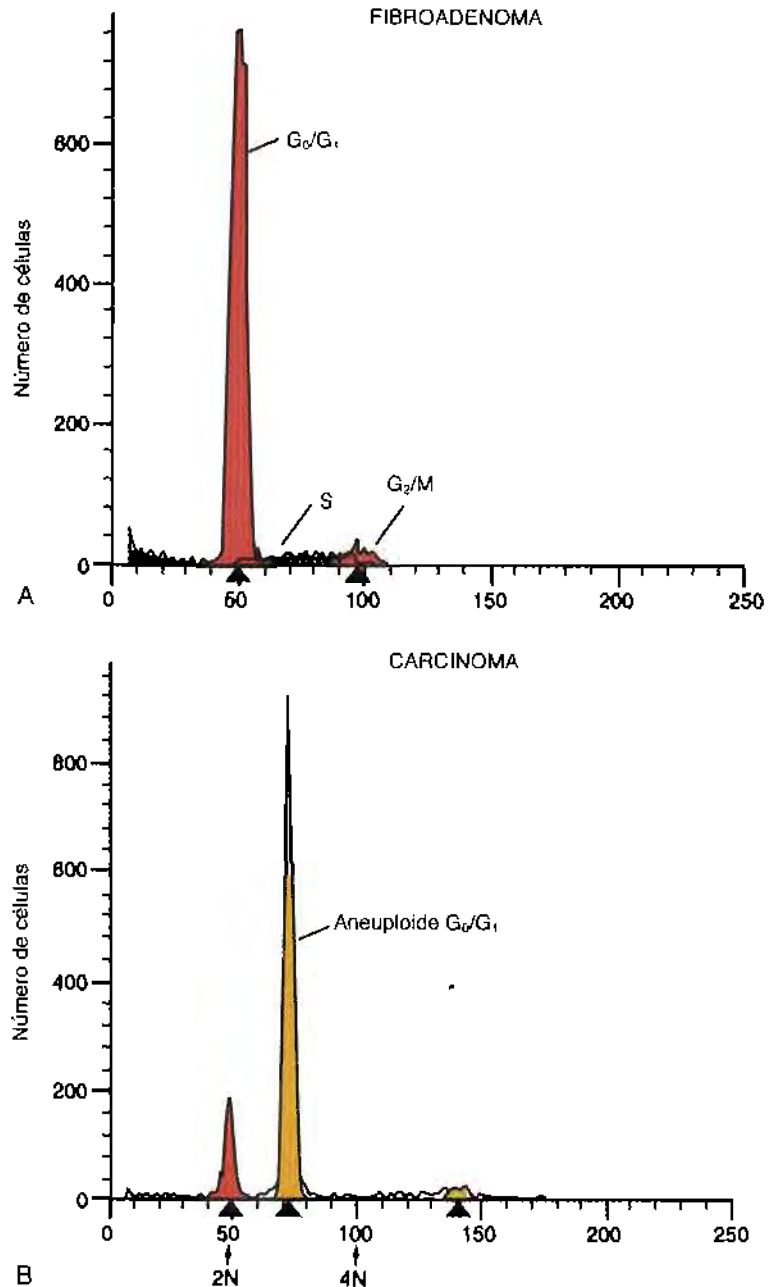 FIBROADENOMA
Número de células
800
400
200
0
G₀/G₁
S
G₂/M
A
0 50 100 150 200 250
CARCINOMA
Número de células
800
600
400
200
0
Aneuploide G₀/G₁
0 50 100 150 200 250
2N 4N
B